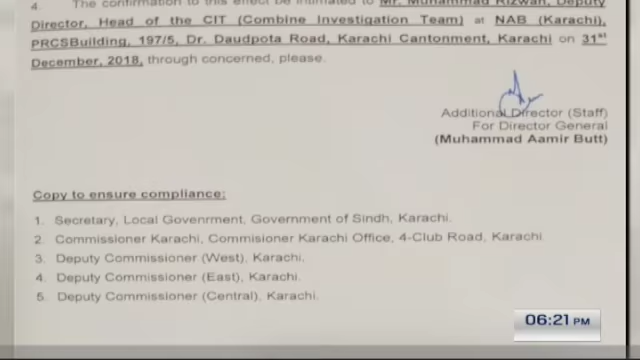 4. The confirmation to this effect be intimated to Mr. Muhammad Rizwan, Deputy
Director, Head of the CIT (Combine Investigation Team) at NAB (Karachi),
PRCSBuilding, 197/5, Dr. Daudpota Road, Karachi Cantonment, Karachi on 31st
December, 2018, through concerned, please.
Additional Director (Staff)
For Director General
(Muhammad Aamir Butt)
Copy to ensure compliance:
1. Secretary, Local Govenrment, Government of Sindh, Karachi.
2. Commissioner Karachi, Commisioner Karachi Office, 4-Club Road, Karachi
3. Deputy Commissioner (West), Karachi.
4. Deputy Commissioner (East), Karachi.
5. Deputy Commissioner (Central), Karachi.
06:21 PM